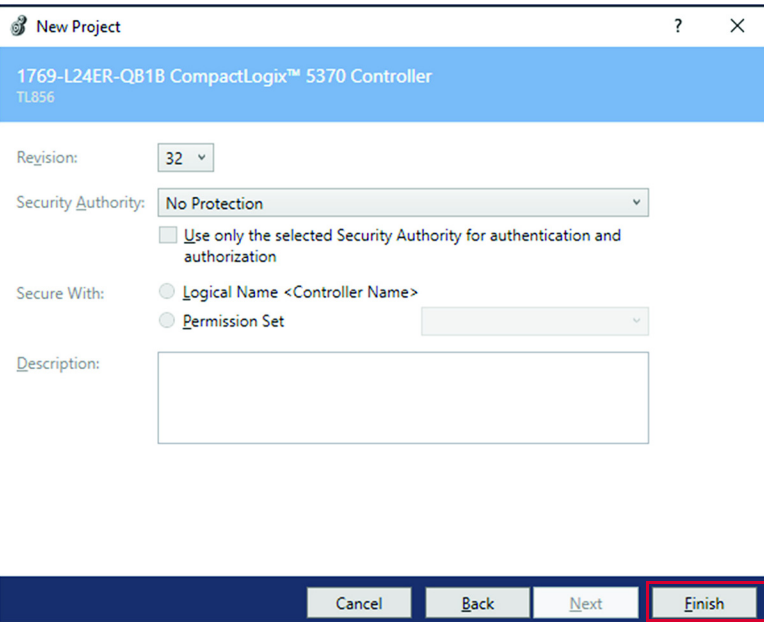 New Project
?
1769-L24ER-QB1B CompactLogix™ 5370 Controller
TL856
Revision:
32
Security Authority:
No Protection
Use only the selected Security Authority for authentication and
authorization
Secure With:
Logical Name <Controller Name>
Permission Set
Description:
Cancel
Back
Next
Finish